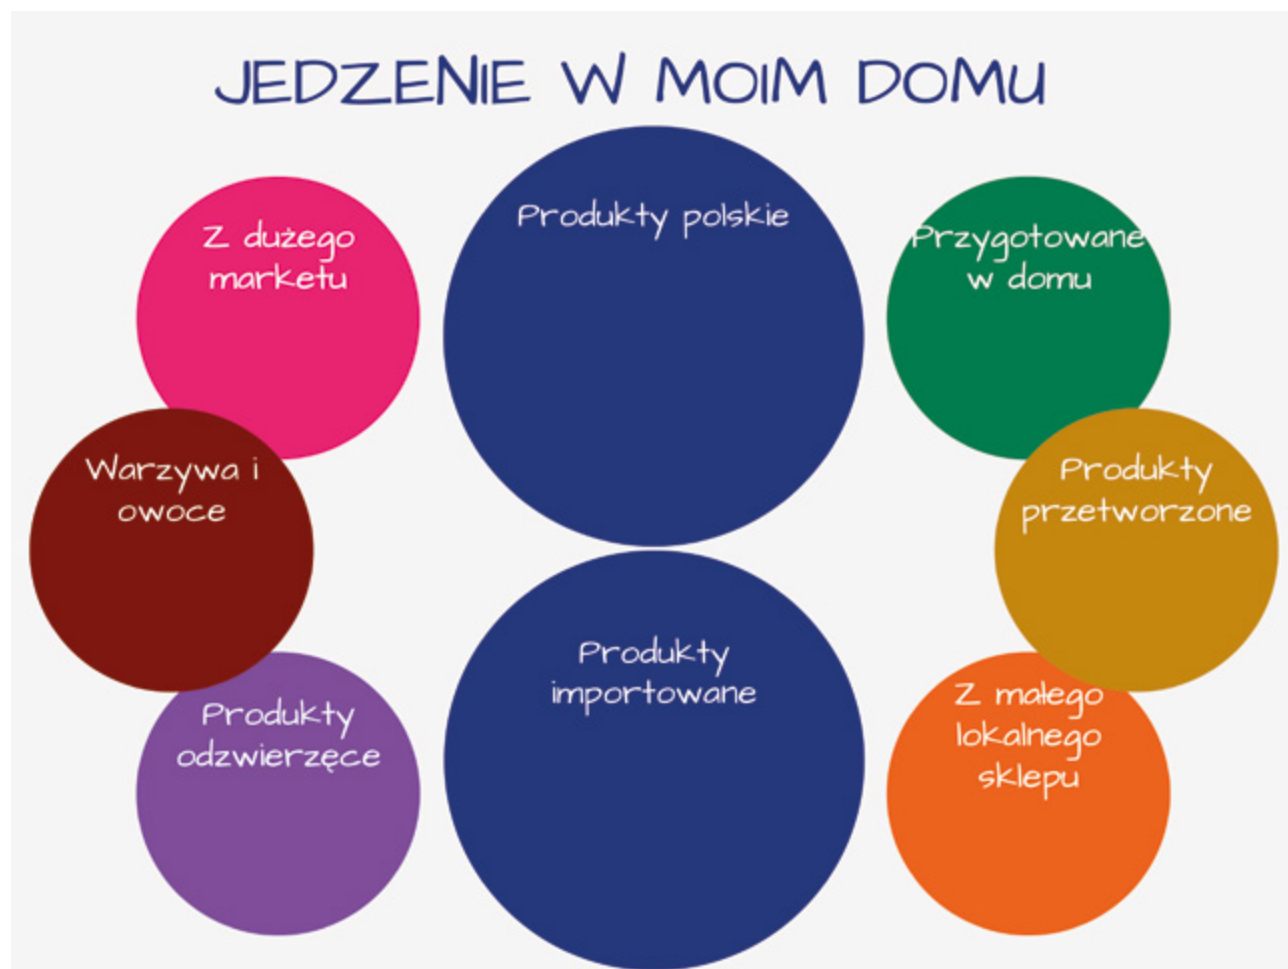 JEDZENIE W MOIM DOMU
Z dużego
marketu
Produkty polskie
Przygotowane
w domu
Warzywa i
owoce
Produkty
przetworzone
Produkty
odzwierzęce
Produkty
importowane
Z małego
lokalnego
sklepu